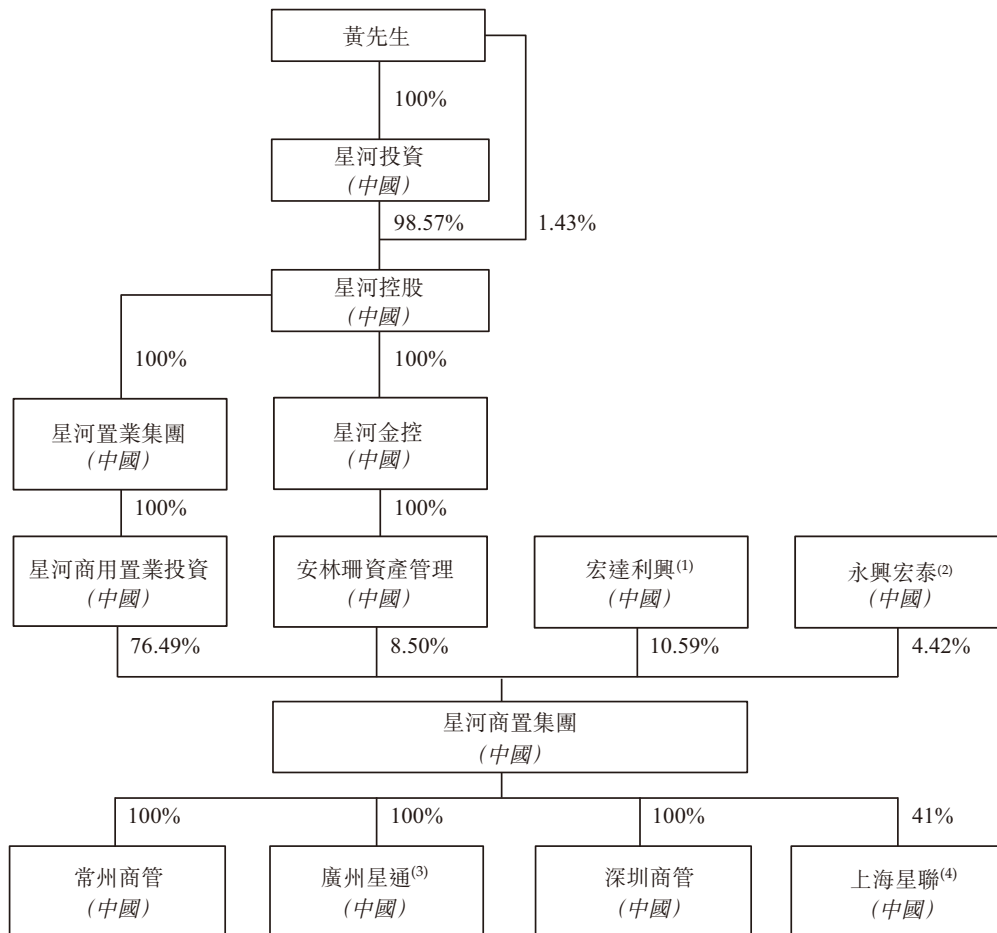 黃先生
100%
星河投資
（中國）
98.57%
1.43%
星河控股
（中國）
100%
100%
星河置業集團
（中國）
星河金控
（中國）
100%
100%
星河商用置業投資
（中國）
安林珊資產管理
（中國）
宏達利興(1)
（中國）
永興宏泰(2)
（中國）
76.49%
8.50%
10.59%
4.42%
星河商置集團
（中國）
100%
100%
100%
41%
常州商管
（中國）
廣州星通(3)
（中國）
深圳商管
（中國）
上海星聯(4)
（中國）